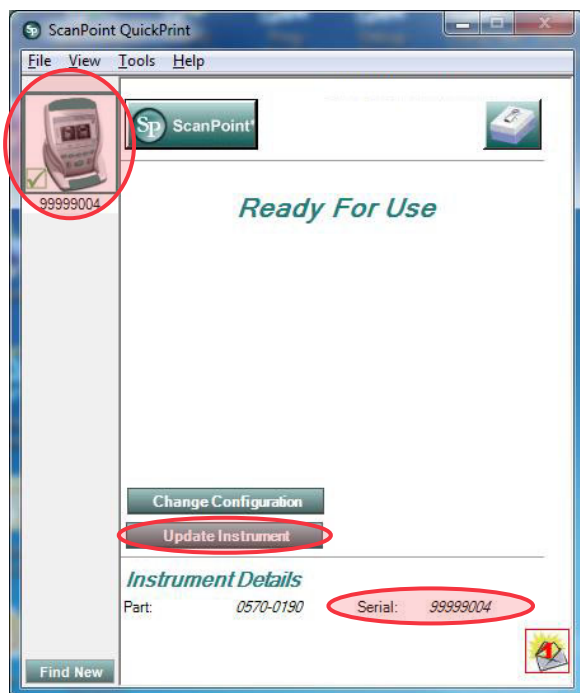 ScanPoint QuickPrint
File View Tools Help
Sp ScanPoint®
99999004
Ready For Use
Change Configuration
Update Instrument
Instrument Details
Part: 0570-0190 Serial: 99999004
Find New